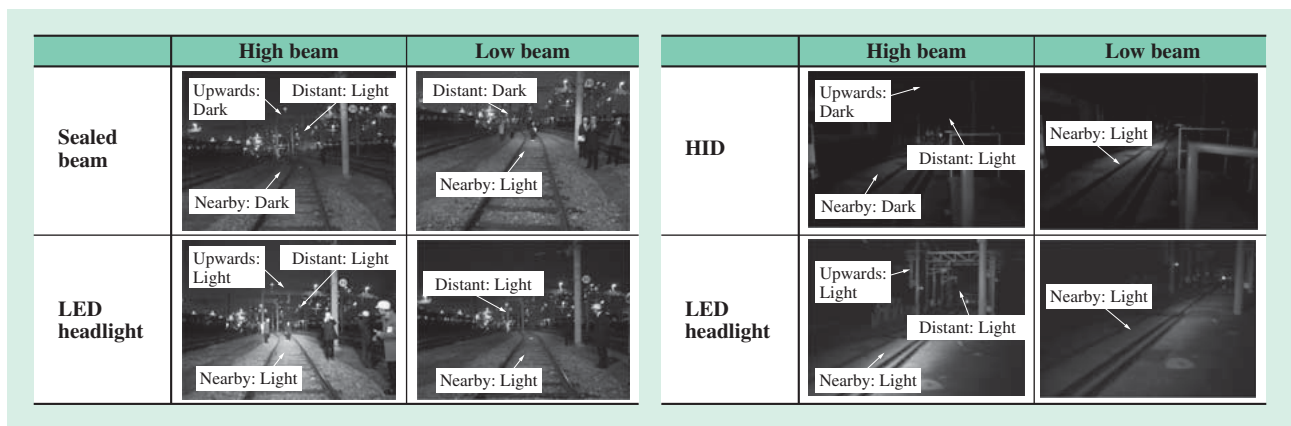 High beam
Low beam
Sealed
beam
Upwards:
Dark
Distant: Light
Nearby: Dark
Distant: Dark
Nearby: Light
LED
headlight
Upwards:
Light
Distant: Light
Nearby: Light
Distant: Light
Nearby: Light
High beam
Low beam
HID
Upwards:
Dark
Distant: Light
Nearby: Dark
Nearby: Light
LED
headlight
Upwards:
Light
Distant: Light
Nearby: Light
Nearby: Light